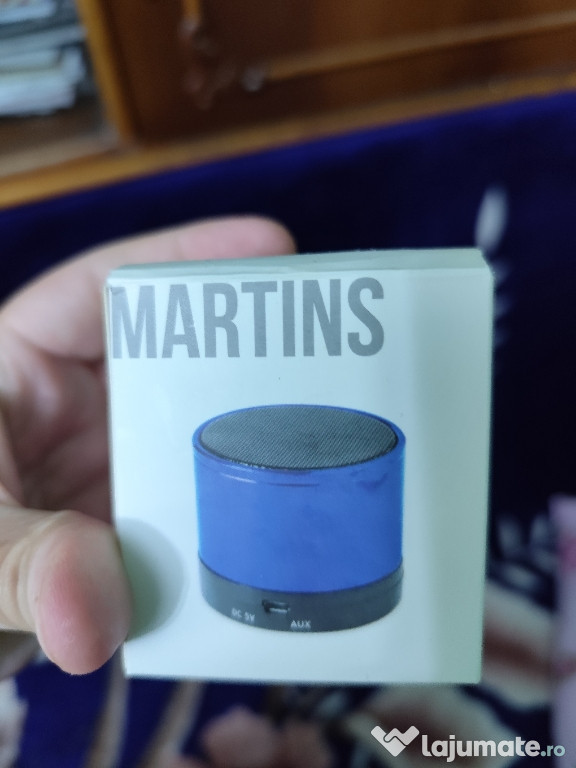 MARTINS
DC 5V
AUX
lajumate.ro